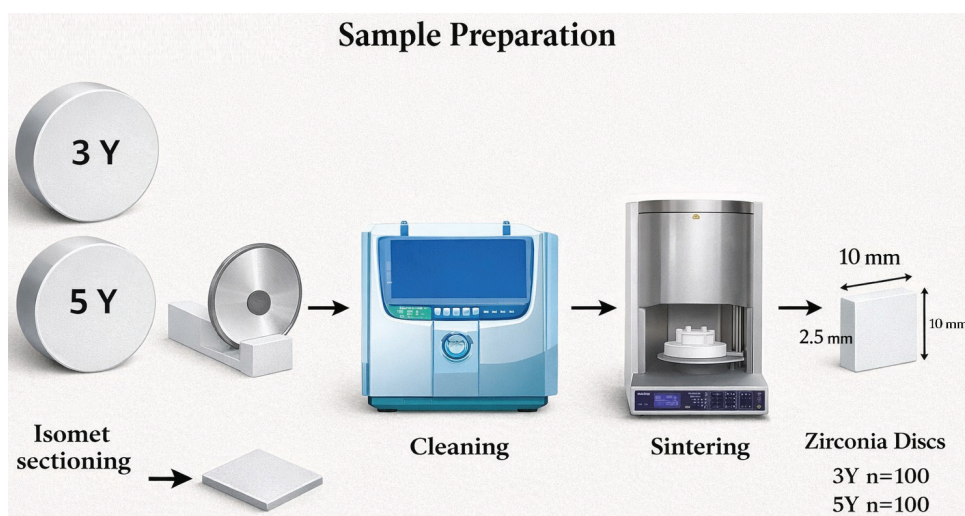 Sample Preparation
3 Y
5 Y
10 mm
2.5 mm
10 mm
Isomet
sectioning
Cleaning
Sintering
Zirconia Discs
3Y n=100
5Y n=100